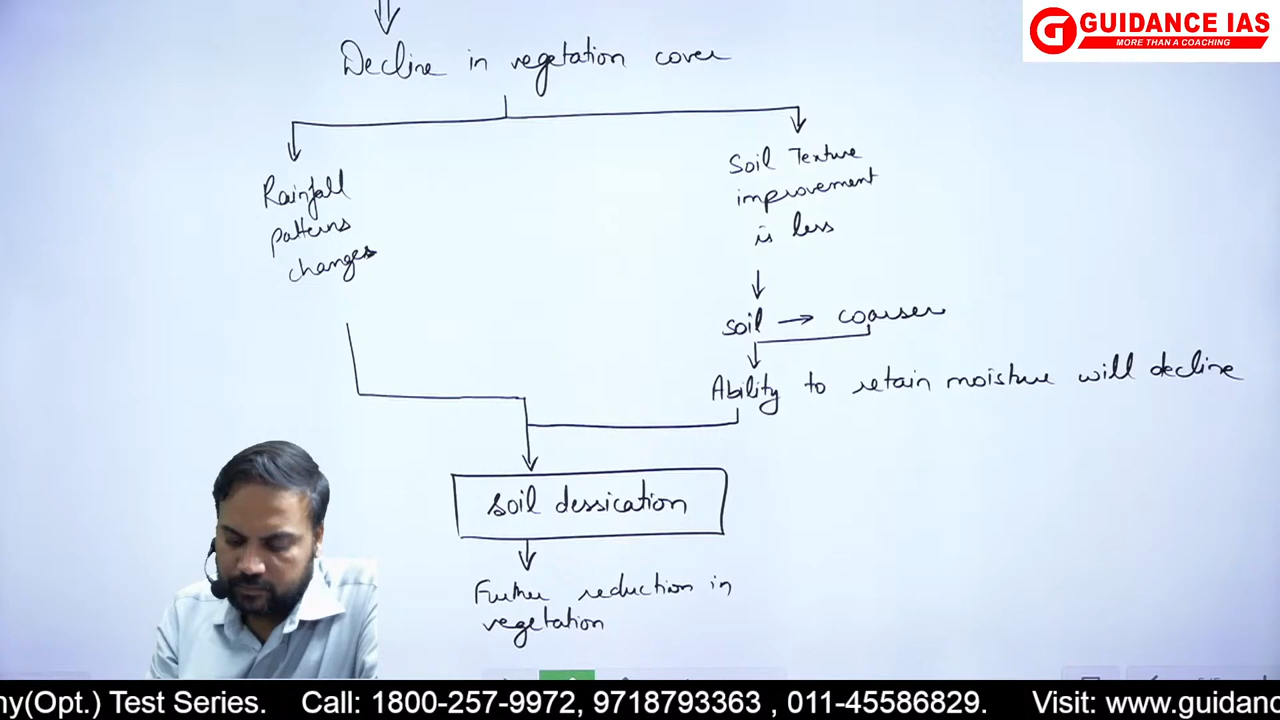 GUIDANCE IAS
MORE THAN A COACHING
Decline in vegetation cover
Rainfall
patterns
changes
Soil Texture
improvement
is less
soil → coarser
Ability to retain moisture will decline
soil dessication
Further reduction in
vegetation
ny(Opt.) Test Series. Call: 1800-257-9972, 9718793363 , 011-45586829. Visit: www.guidanc